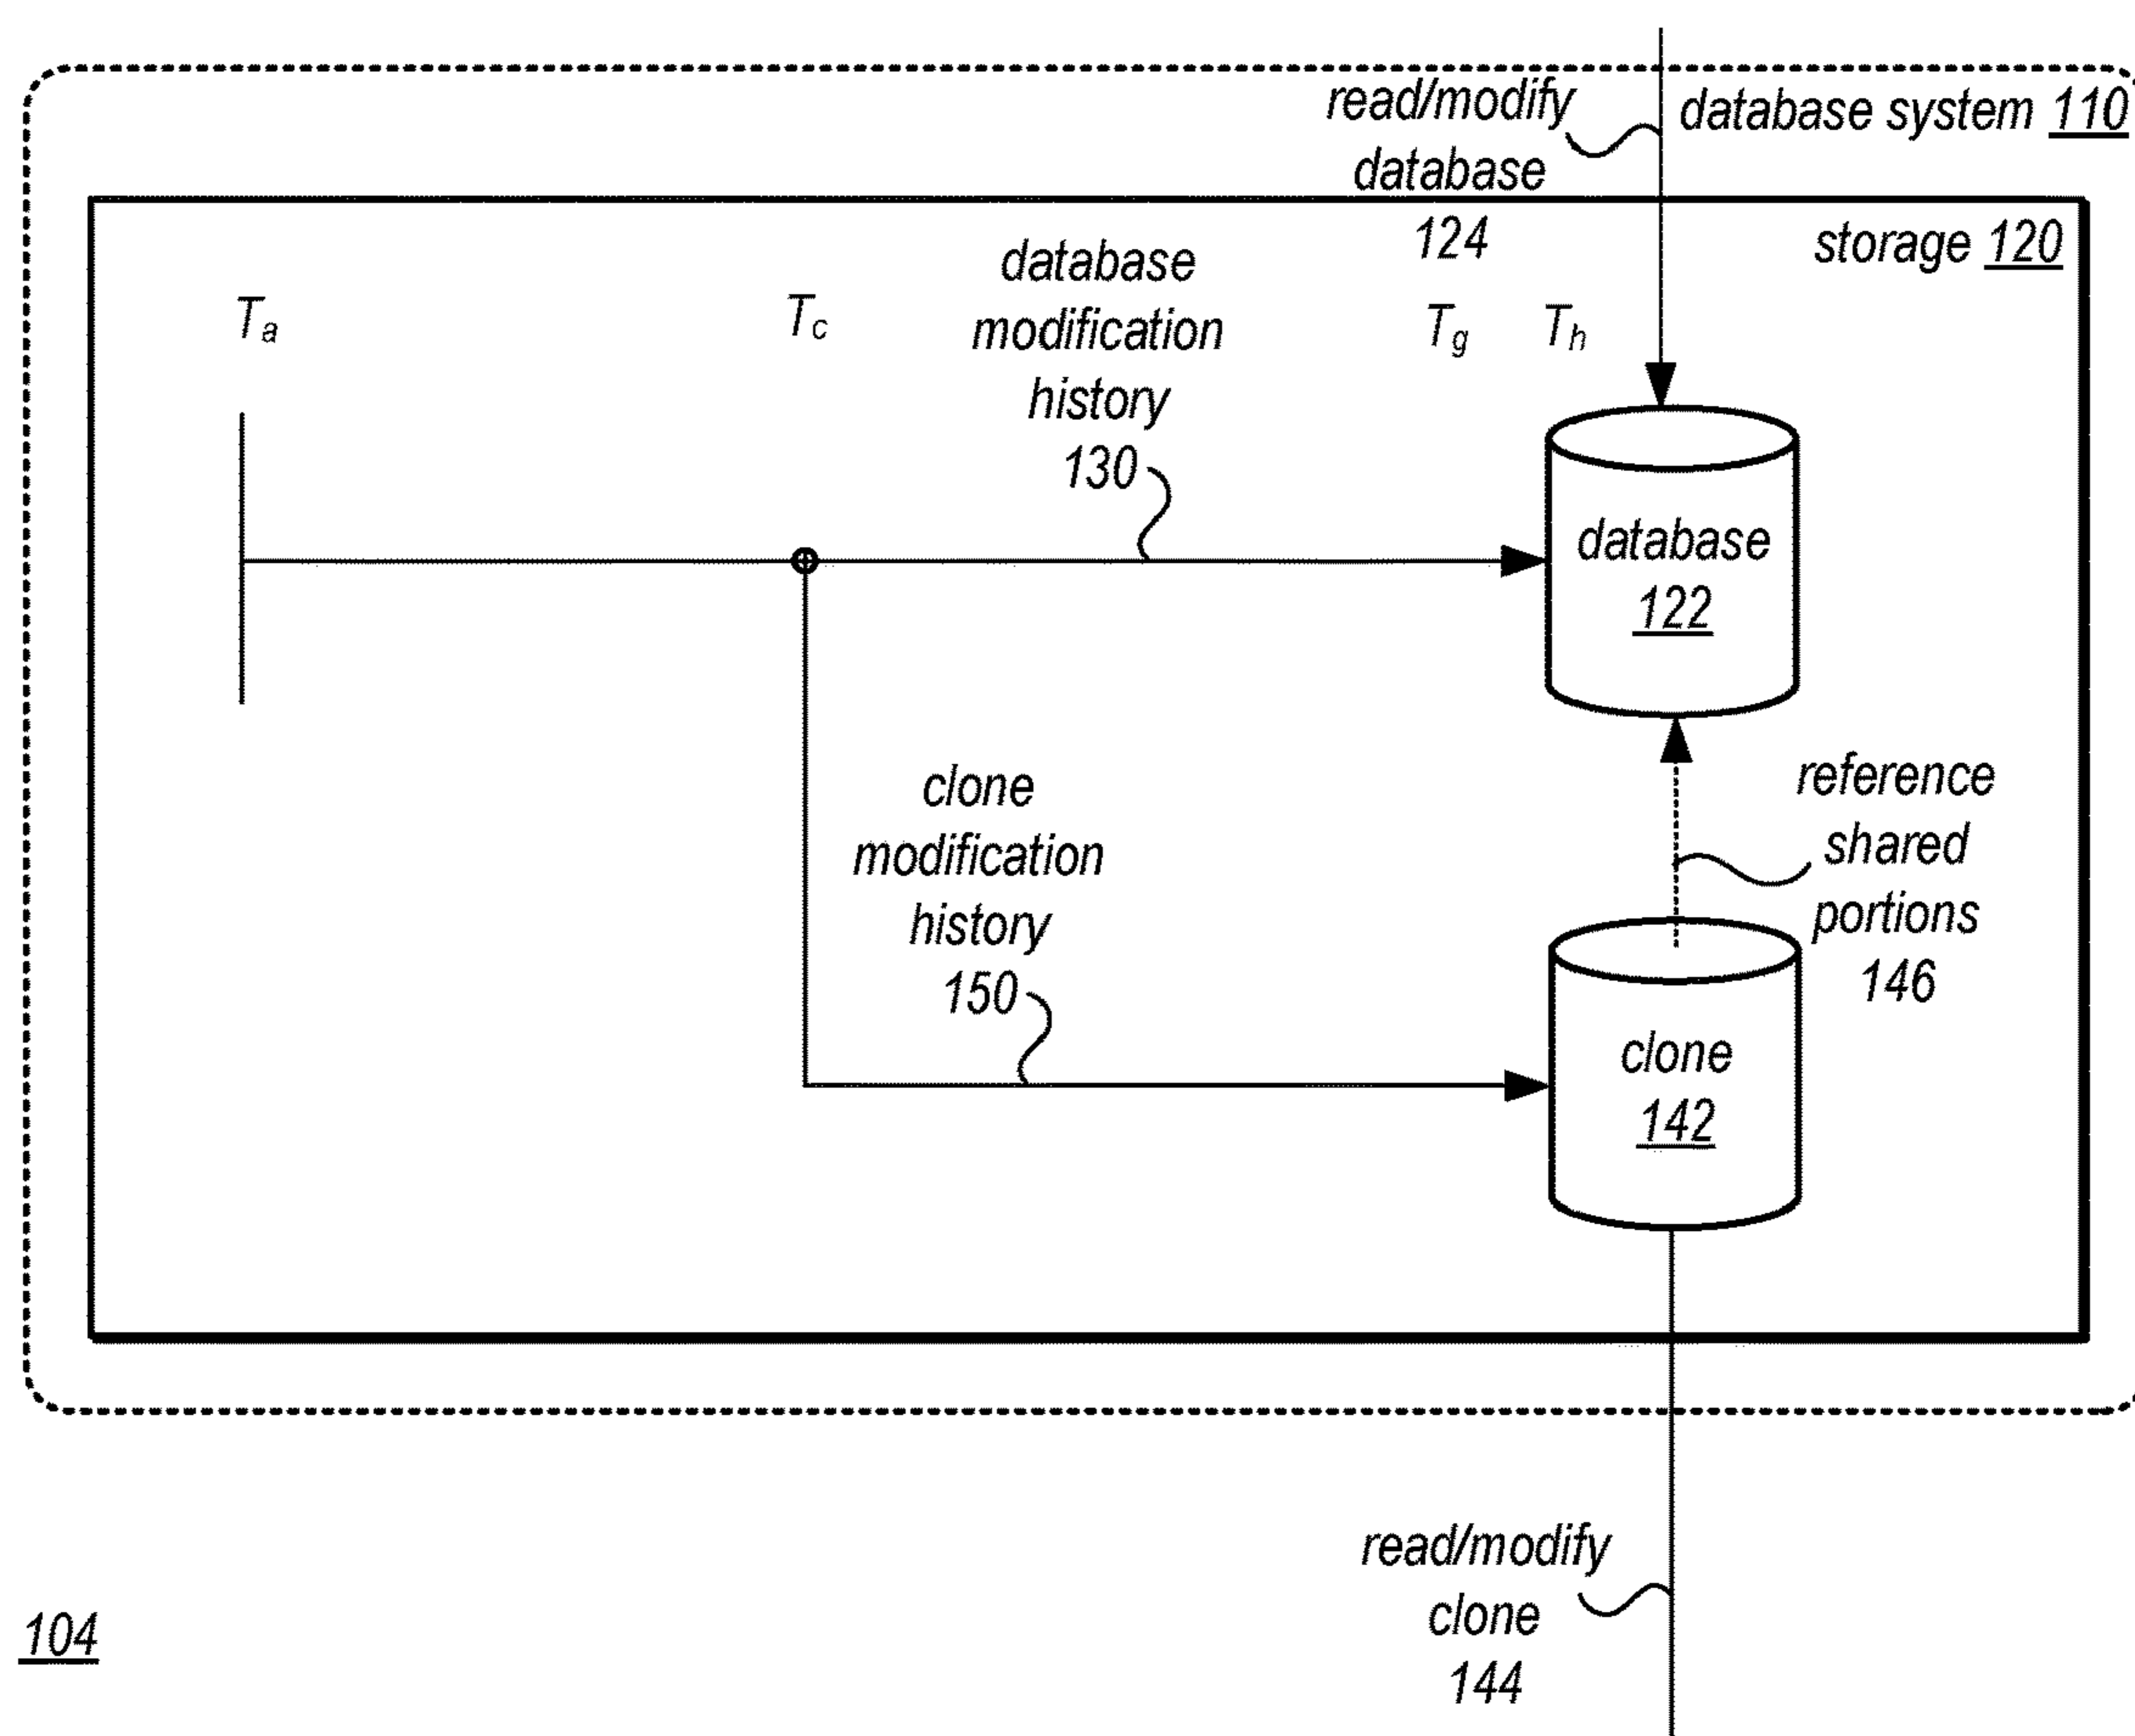 read/modify
database
124
database system 110
storage 120
Ta
Tc
database
modification
history
130
Tg
Th
database
122
clone
modification
history
150
reference
shared
portions
146
clone
142
read/modify
clone
144
104